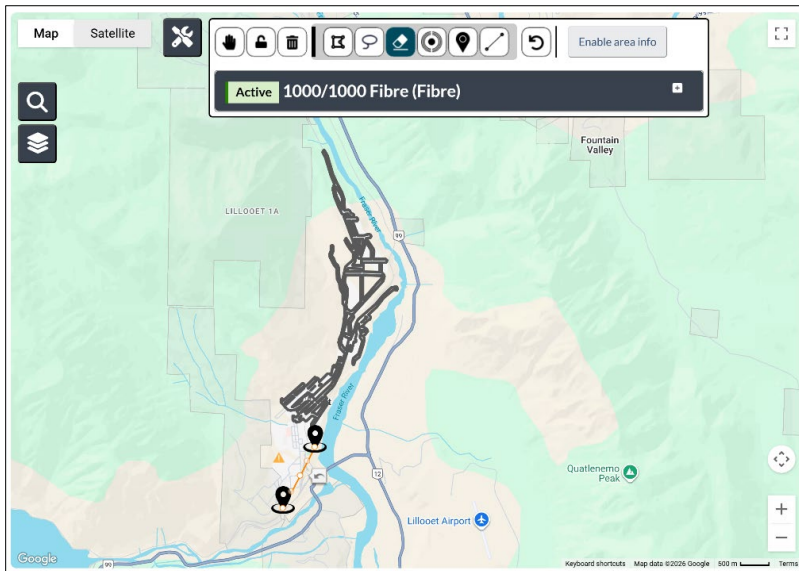 Map
Satellite
Enable area info
Active
1000/1000 Fibre (Fibre)
Fountain
Valley
LILLOOET 1A
Fraser River
99
Fraser River
12
Quatlenemo
Peak
Lillooet Airport
99
Google
Keyboard shortcuts
Map data ©2026 Google
500 m
Terms